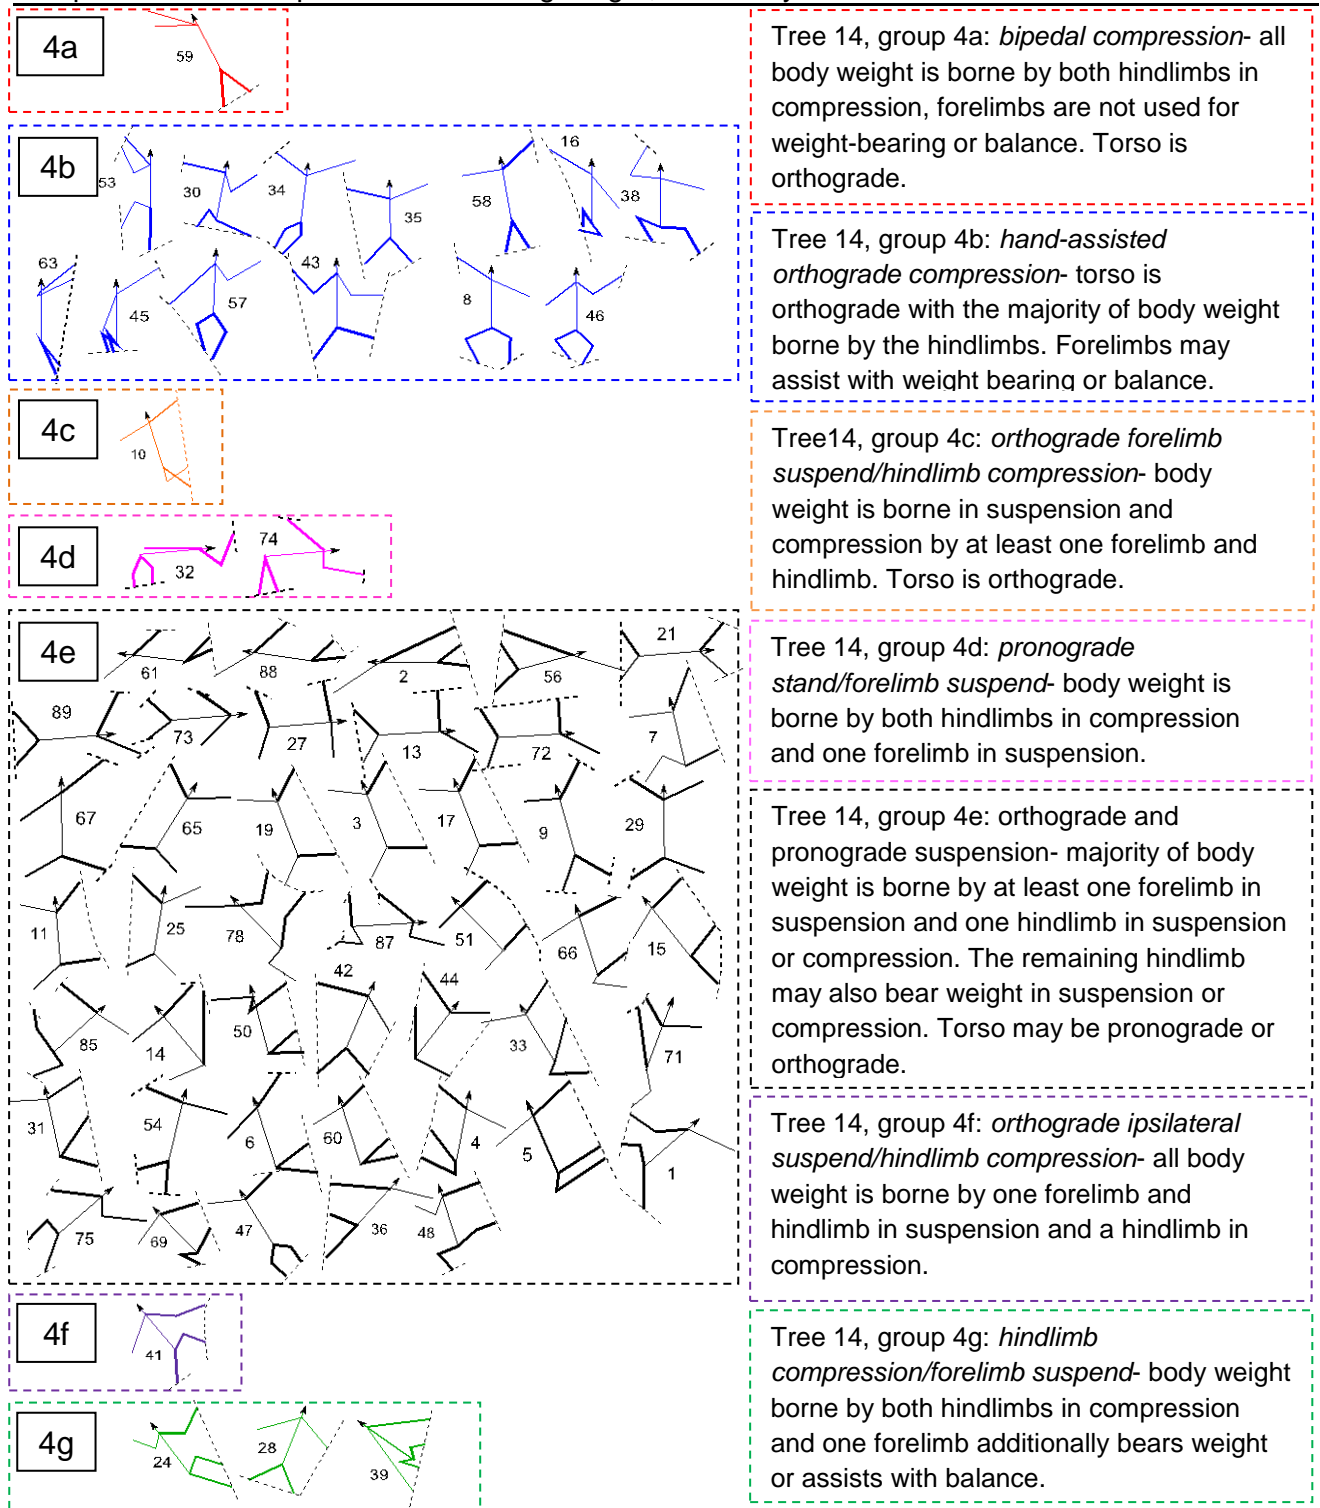 4a
59
Tree 14, group 4a: bipedal compression- all
body weight is borne by both hindlimbs in
compression, forelimbs are not used for
weight-bearing or balance. Torso is
orthograde.
4b
53
30
34
35
58
16
38
63
45
57
43
8
46
Tree 14, group 4b: hand-assisted
orthograde compression- torso is
orthograde with the majority of body weight
borne by the hindlimbs. Forelimbs may
assist with weight bearing or balance.
4c
10
Tree14, group 4c: orthograde forelimb
suspend/hindlimb compression- body
weight is borne in suspension and
compression by at least one forelimb and
hindlimb. Torso is orthograde.
4d
32
74
Tree 14, group 4d: pronograde
stand/forelimb suspend- body weight is
borne by both hindlimbs in compression
and one forelimb in suspension.
4e
61
88
2
56
21
89
73
27
13
72
7
67
65
19
3
17
9
29
11
25
78
87
51
66
15
42
44
85
14
50
33
71
31
54
6
60
4
5
1
75
69
47
36
48
Tree 14, group 4e: orthograde and
pronograde suspension- majority of body
weight is borne by at least one forelimb in
suspension and one hindlimb in suspension
or compression. The remaining hindlimb
may also bear weight in suspension or
compression. Torso may be pronograde or
orthograde.
4f
41
Tree 14, group 4f: orthograde ipsilateral
suspend/hindlimb compression- all body
weight is borne by one forelimb and
hindlimb in suspension and a hindlimb in
compression.
4g
24
28
39
Tree 14, group 4g: hindlimb
compression/forelimb suspend- body weight
borne by both hindlimbs in compression
and one forelimb additionally bears weight
or assists with balance.